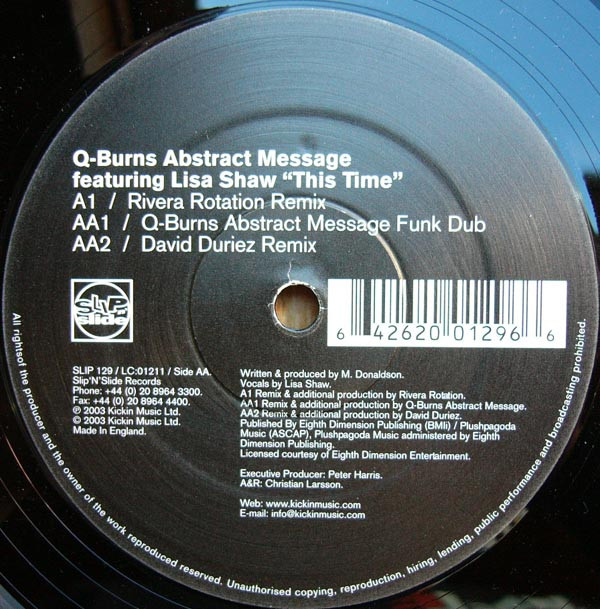 Q-Burns Abstract Message
featuring Lisa Shaw “This Time”
A1 / Rivera Rotation Remix
AA1 / Q-Burns Abstract Message Funk Dub
AA2 / David Duriez Remix
SLiP
'n'
slide
6 42620 01296 6
SLIP 129 / LC:01211 / Side AA.
Slip'N'Slide Records
Phone: +44 (0) 20 8964 3300.
Fax: +44 (0) 20 8964 4400.
℗ 2003 Kickin Music Ltd.
© 2003 Kickin Music Ltd.
Made In England.
Written & produced by M. Donaldson.
Vocals by Lisa Shaw.
A1 Remix & additional production by Rivera Rotation.
AA1 Remix & additional production by Q-Burns Abstract Message.
AA2 Remix & additional production by David Duriez.
Published By Eighth Dimension Publishing (BMIi) / Plushpagoda
Music (ASCAP), Plushpagoda Music administered by Eighth
Dimension Publishing.
Licensed courtesy of Eighth Dimension Entertainment.
Executive Producer: Peter Harris.
A&R: Christian Larsson.
Web: www.kickinmusic.com
E-mail: info@kickinmusic.com
All rightsof the producer and the owner of the work reproduced reserved. Unauthorised copying, reproduction, hiring, lending, public performance and broadcasting prohibited.